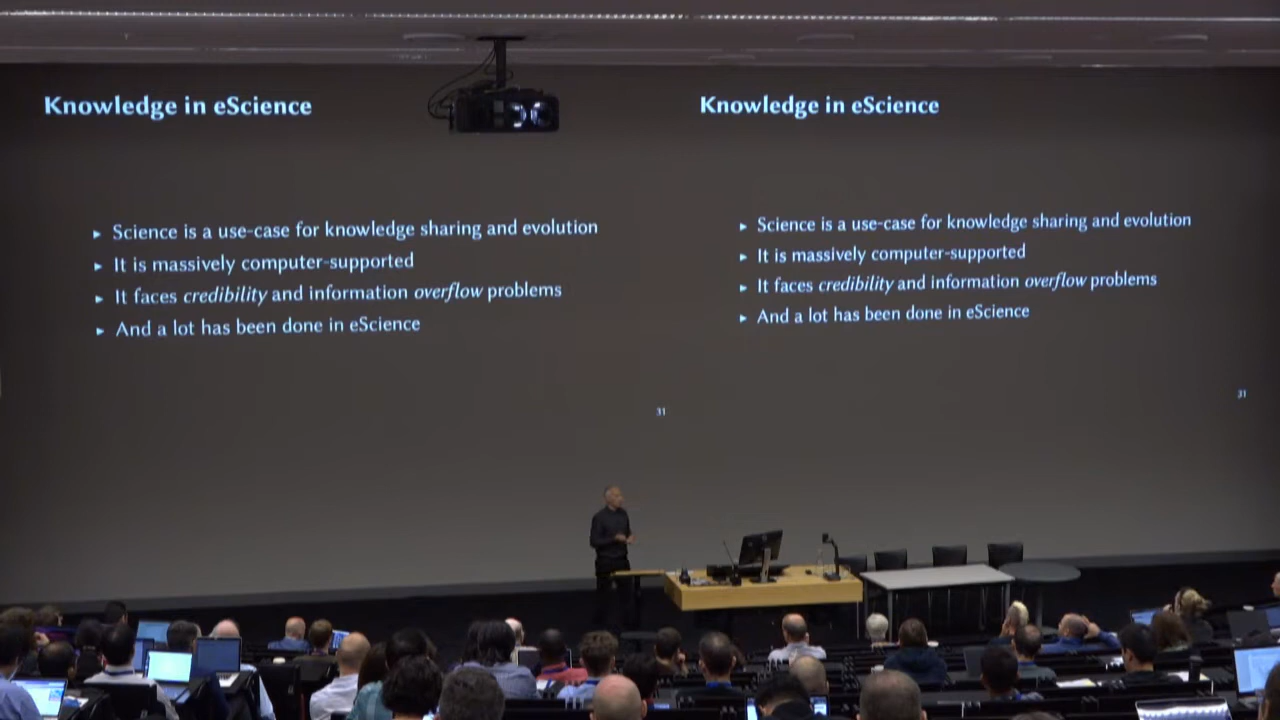 Knowledge in eScience
▸ Science is a use-case for knowledge sharing and evolution
▸ It is massively computer-supported
▸ It faces credibility and information overflow problems
▸ And a lot has been done in eScience
31
Knowledge in eScience
▸ Science is a use-case for knowledge sharing and evolution
▸ It is massively computer-supported
▸ It faces credibility and information overflow problems
▸ And a lot has been done in eScience
31